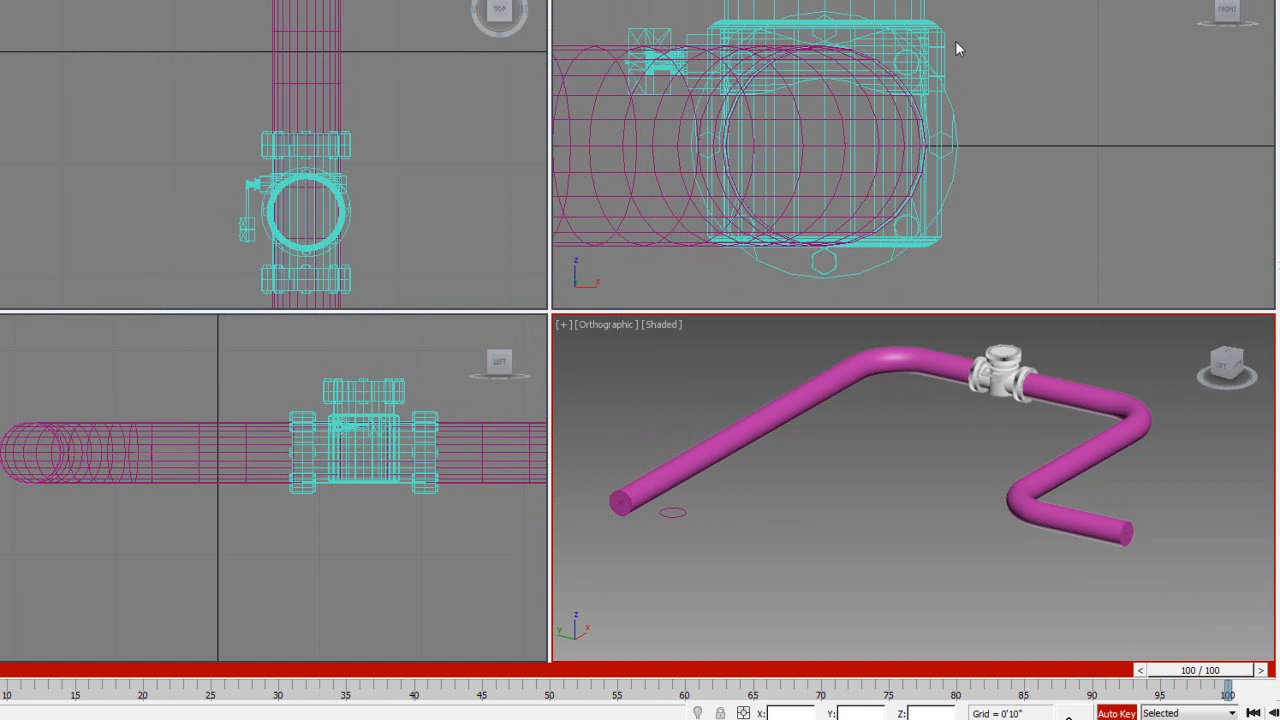 TOP
FRONT
z
x
LEFT
[+] [Orthographic] [Shaded]
z
y
x
< 100 / 100 >
10 15 20 25 30 35 40 45 50 55 60 65 70 75 80 85 90 95 100
X: Y: Z: Grid = 0'10" Auto Key Selected